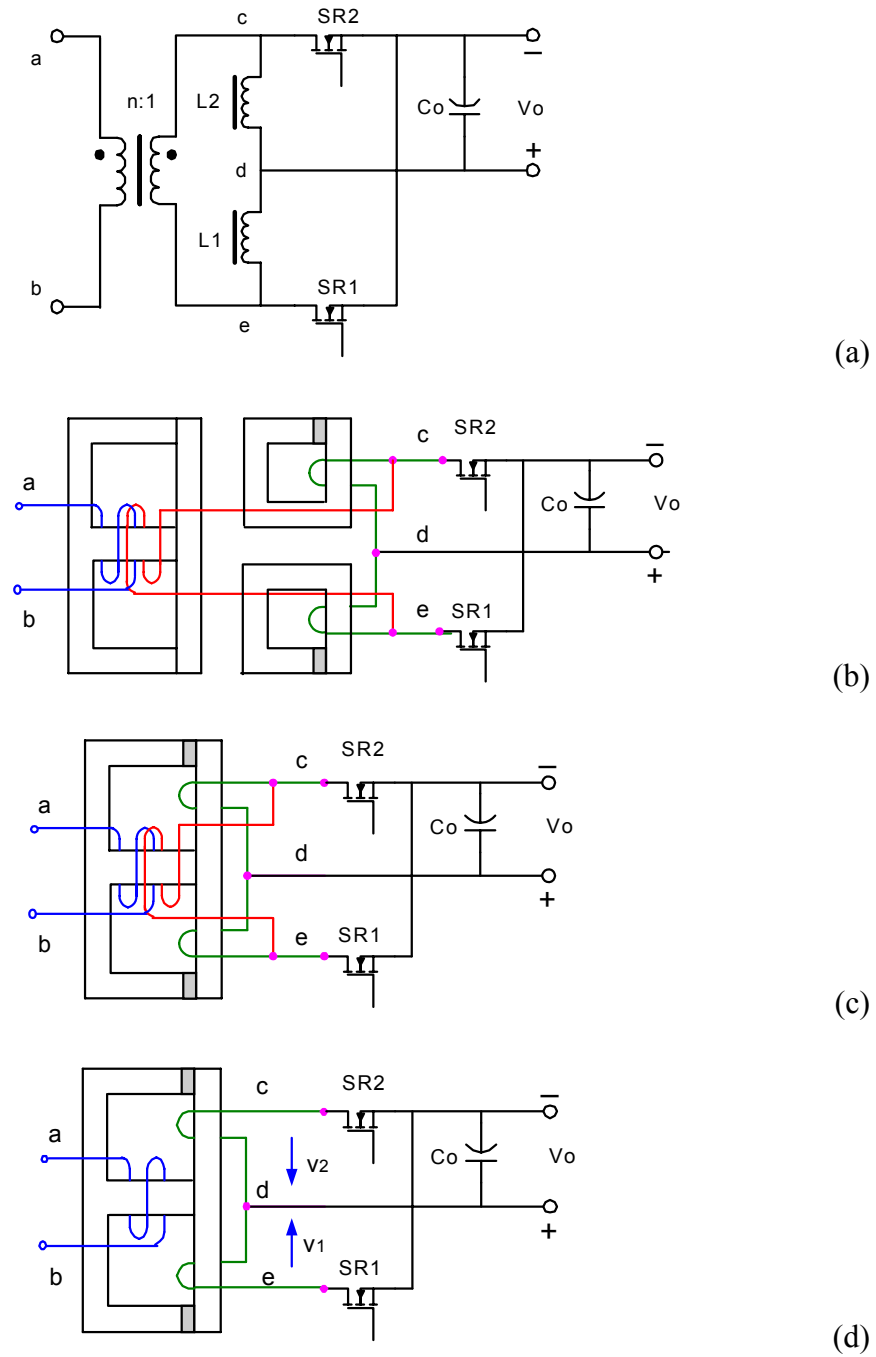 c
SR2
a
n:1
L2
Co
Vo
−
+
d
L1
b
SR1
e
(a)
c
SR2
−
a
Co
Vo
d
+
b
e
SR1
(b)
c
SR2
−
a
Co
Vo
d
+
b
e
SR1
(c)
c
SR2
−
a
Co
Vo
v2
d
+
v1
b
e
SR1
(d)